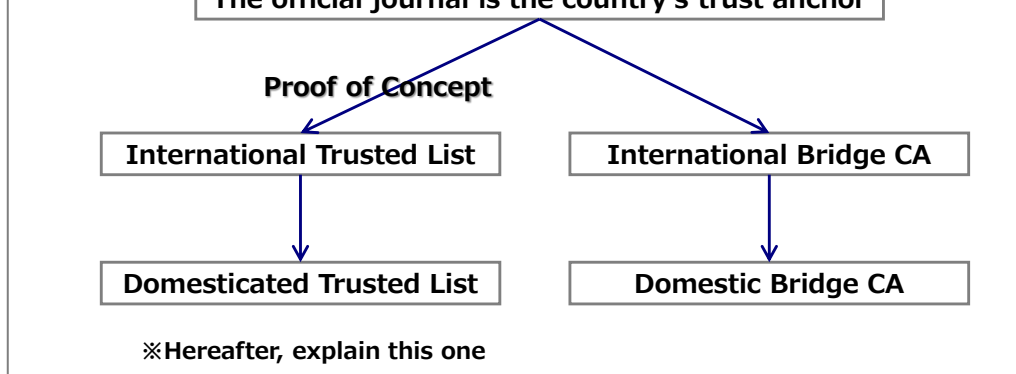 The official journal is the country's trust anchor
Proof of Concept
International Trusted List
International Bridge CA
Domesticated Trusted List
Domestic Bridge CA
※Hereafter, explain this one